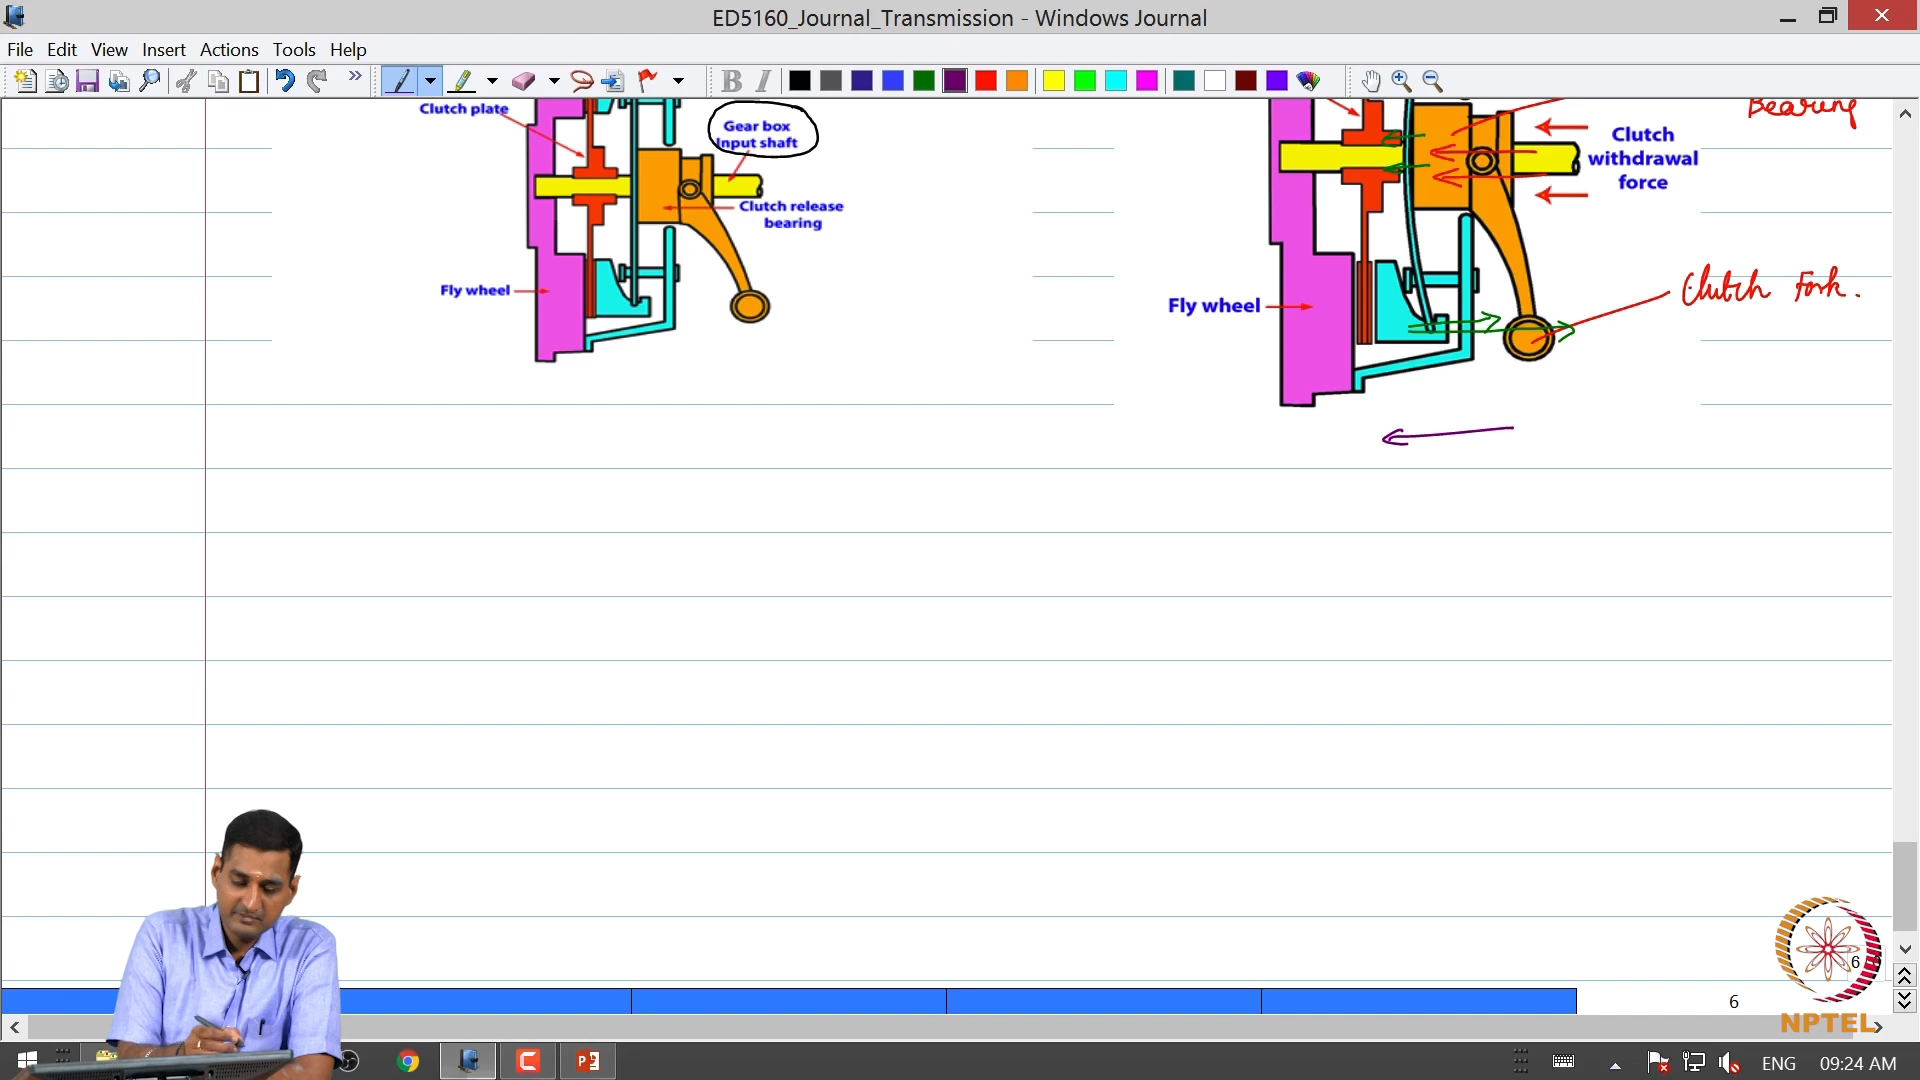 ED5160_Journal_Transmission - Windows Journal
File Edit View Insert Actions Tools Help
B I
Clutch plate
Gear box
Input shaft
Clutch release
bearing
Fly wheel
Bearing
Clutch
withdrawal
force
Clutch Fork.
Fly wheel
6
6
NPTEL
ENG 09:24 AM